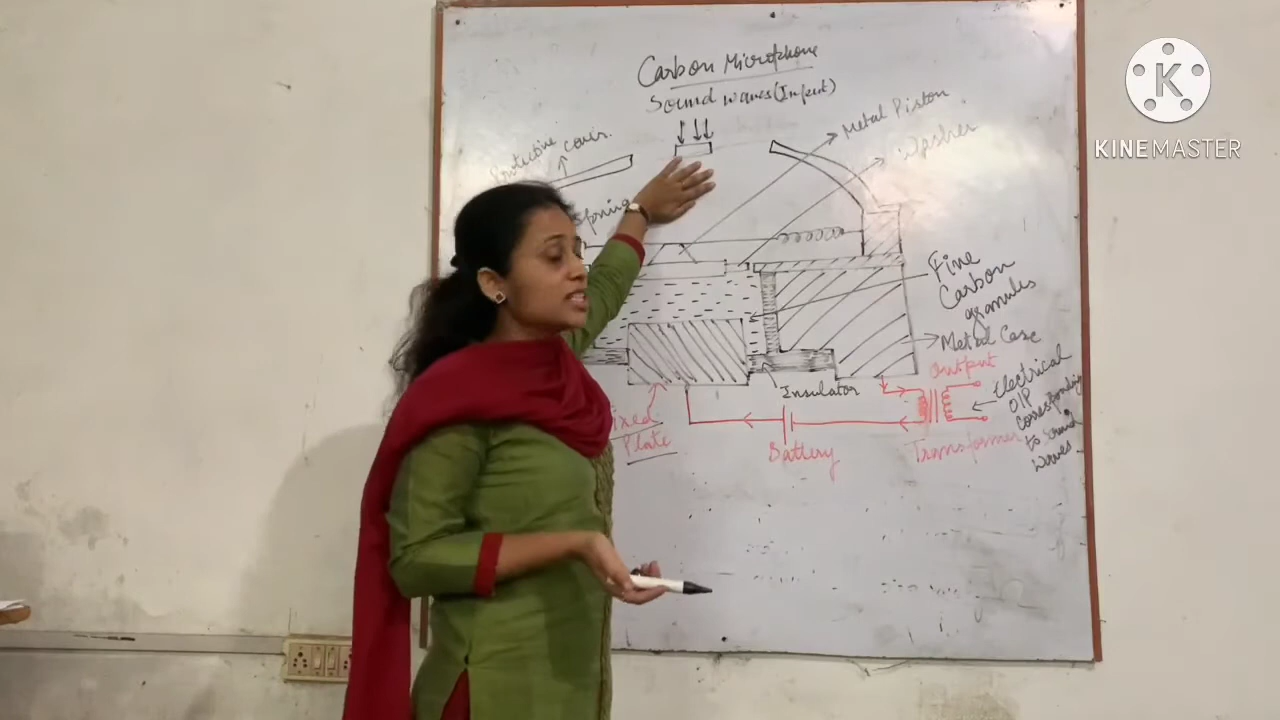 Carbon Microphone
Sound waves (Input)
Protective cover.
Spring
Metal Piston
Washer
Fine
Carbon
granules
Metal Case
Insulator
Output
Electrical
O/P
Corresponding
to Sound
waves
ixed
Plate
Battery
Transformer
K
KINEMASTER